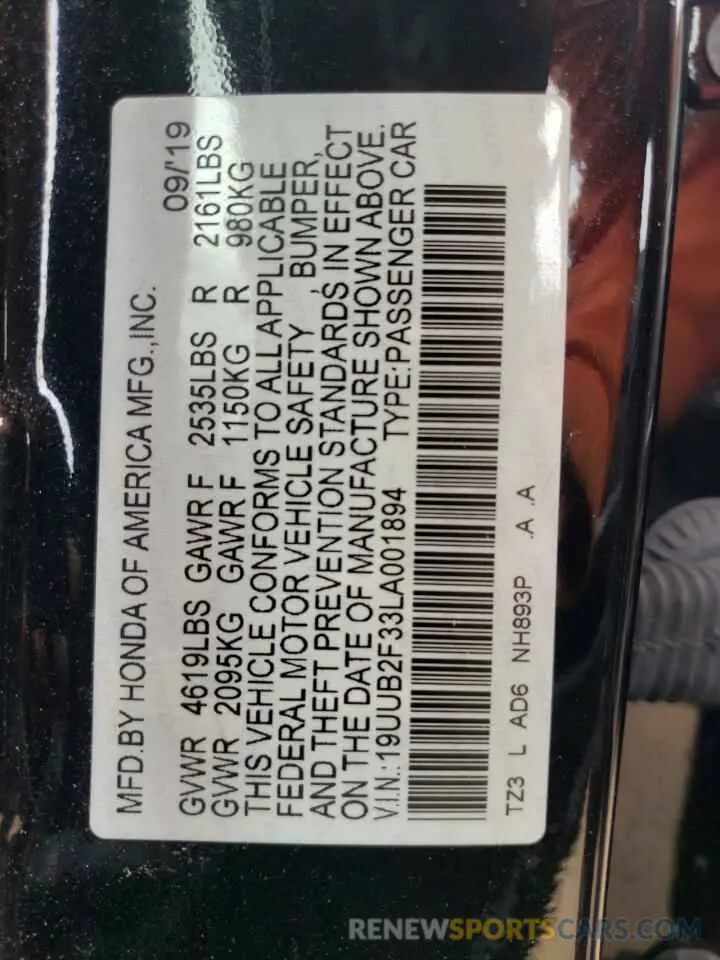 MFD.BY HONDA OF AMERICA MFG.,INC. 09/'19
GVWR 4619LBS GAWR F 2535LBS R 2161LBS
GVWR 2095KG GAWR F 1150KG R 980KG
THIS VEHICLE CONFORMS TO ALL APPLICABLE
FEDERAL MOTOR VEHICLE SAFETY, BUMPER,
AND THEFT PREVENTION STANDARDS IN EFFECT
ON THE DATE OF MANUFACTURE SHOWN ABOVE.
V.I.N.:19UUB2F33LA001894 TYPE:PASSENGER CAR
TZ3 L AD6 NH893P .A .A
RENEWSPORTSCARS.COM